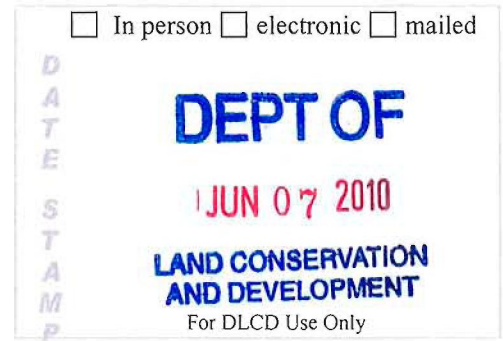 ☐ In person ☐ electronic ☐ mailed
DATE STAMP
DEPT OF
JUN 07 2010
LAND CONSERVATION
AND DEVELOPMENT
For DLCD Use Only